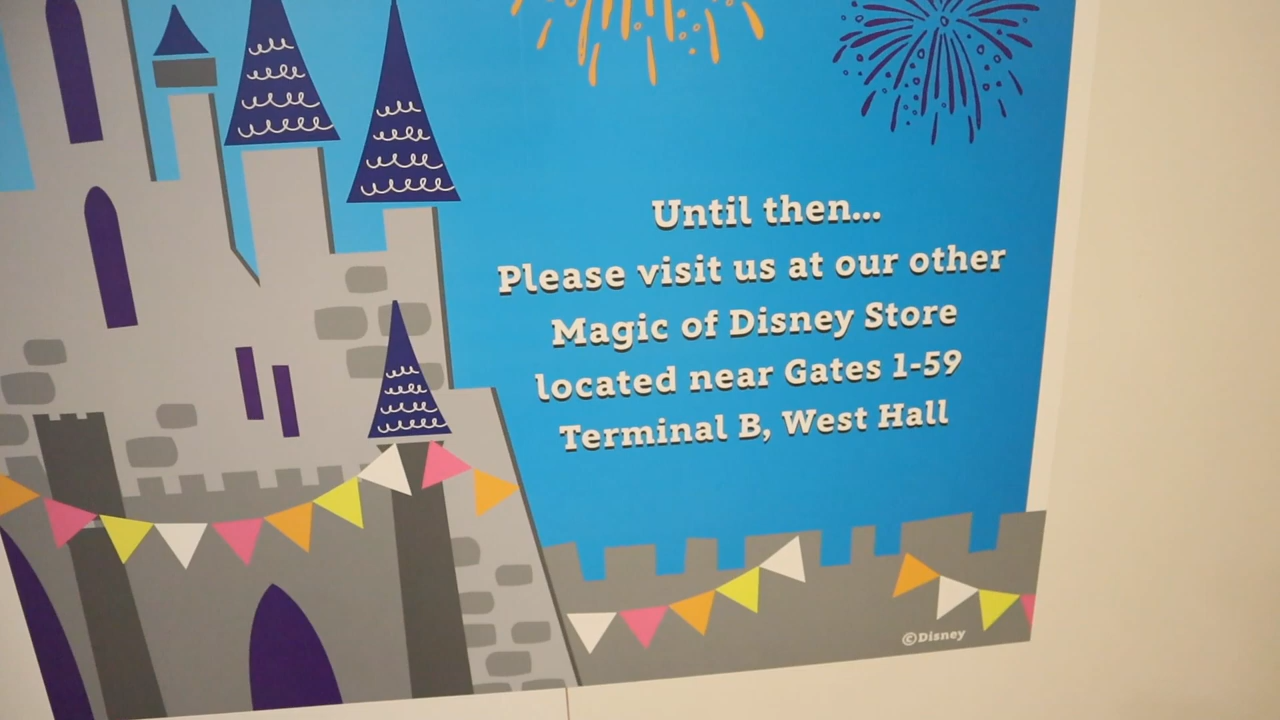 Until then...
Please visit us at our other
Magic of Disney Store
located near Gates 1-59
Terminal B, West Hall
©Disney